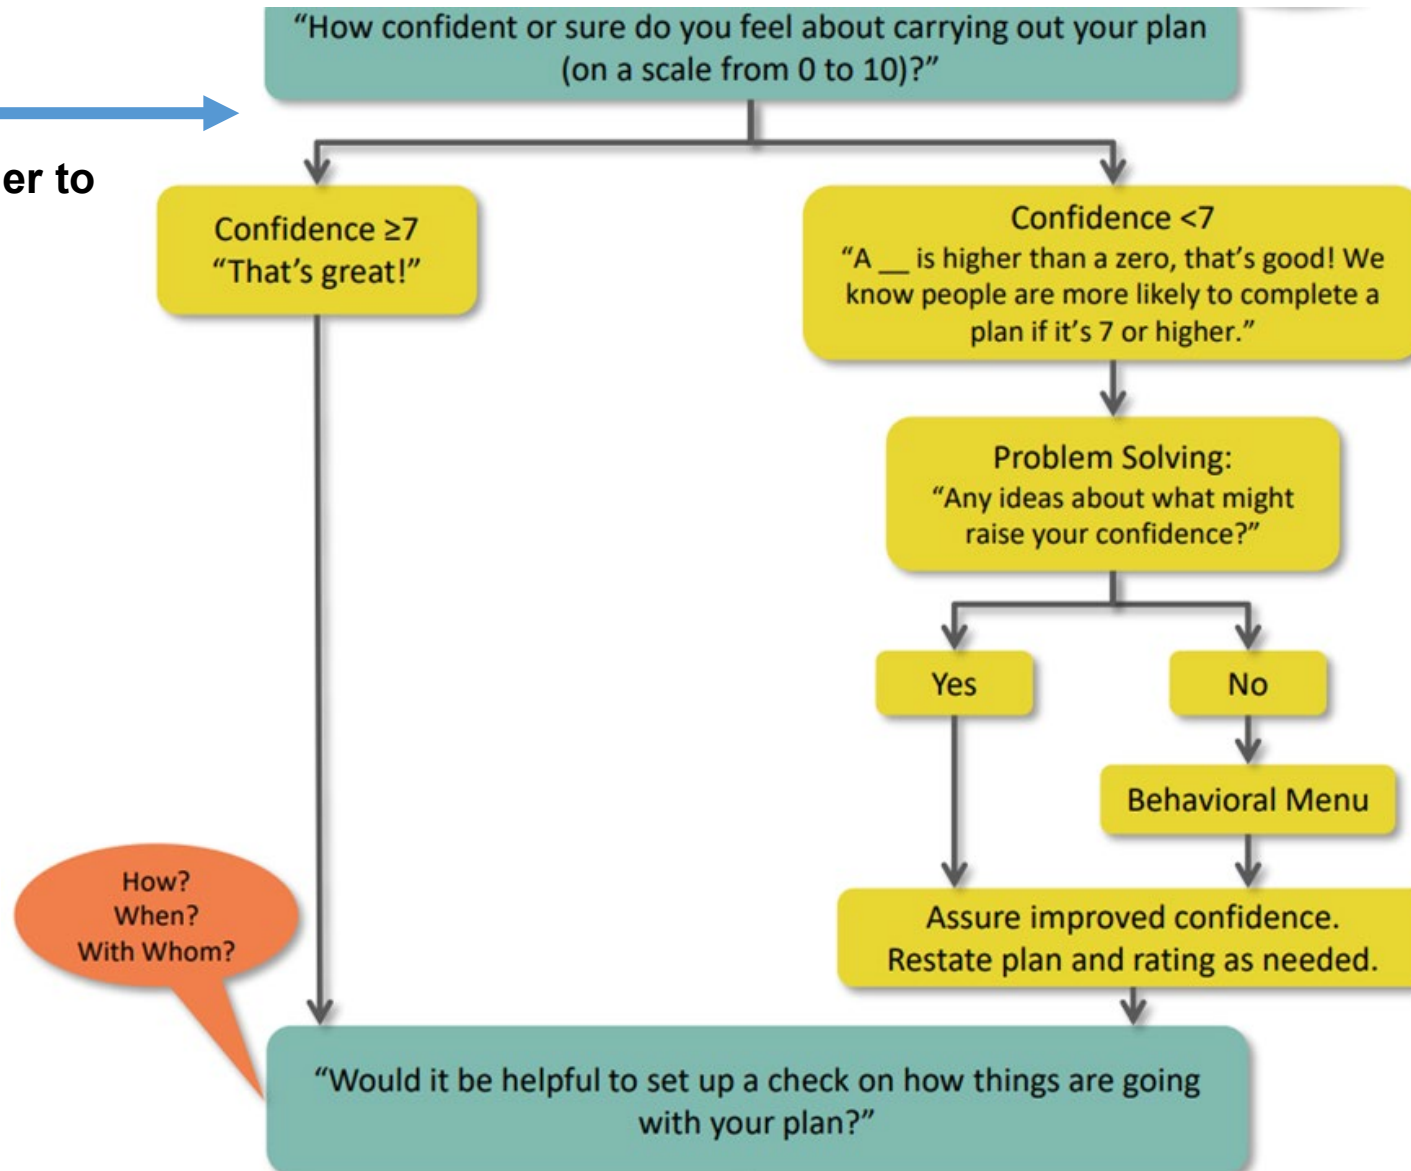 “How confident or sure do you feel about carrying out your plan
(on a scale from 0 to 10)?”
er to
Confidence ≥7
“That’s great!”
Confidence <7
“A __ is higher than a zero, that’s good! We
know people are more likely to complete a
plan if it’s 7 or higher.”
Problem Solving:
“Any ideas about what might
raise your confidence?”
Yes
No
Behavioral Menu
How?
When?
With Whom?
Assure improved confidence.
Restate plan and rating as needed.
“Would it be helpful to set up a check on how things are going
with your plan?”